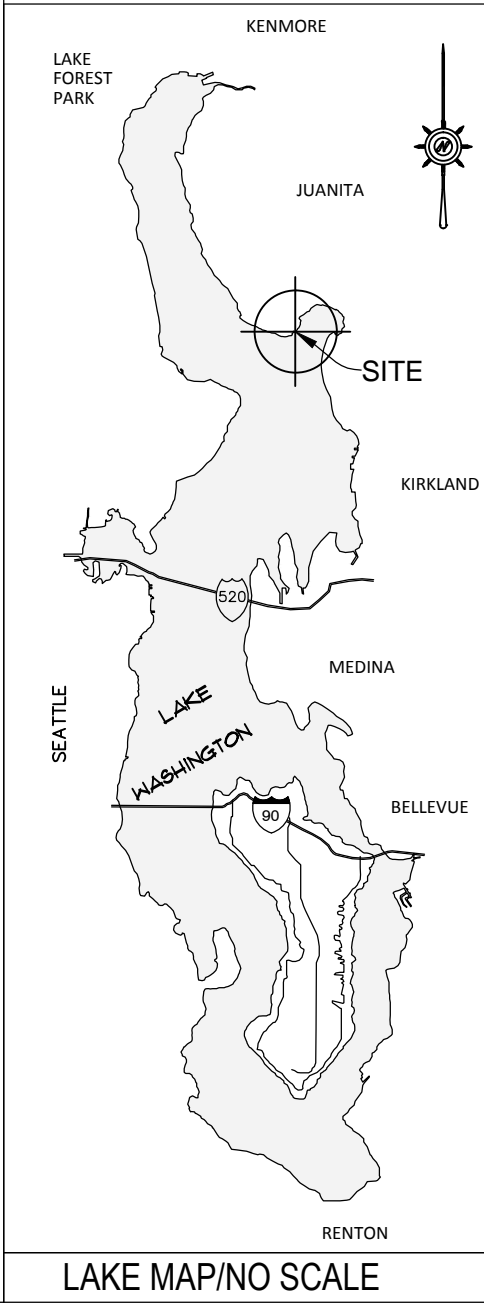 KENMORE
LAKE
FOREST
PARK
N
JUANITA
SITE
KIRKLAND
520
MEDINA
SEATTLE
LAKE
WASHINGTON
BELLEVUE
90
RENTON
LAKE MAP/NO SCALE